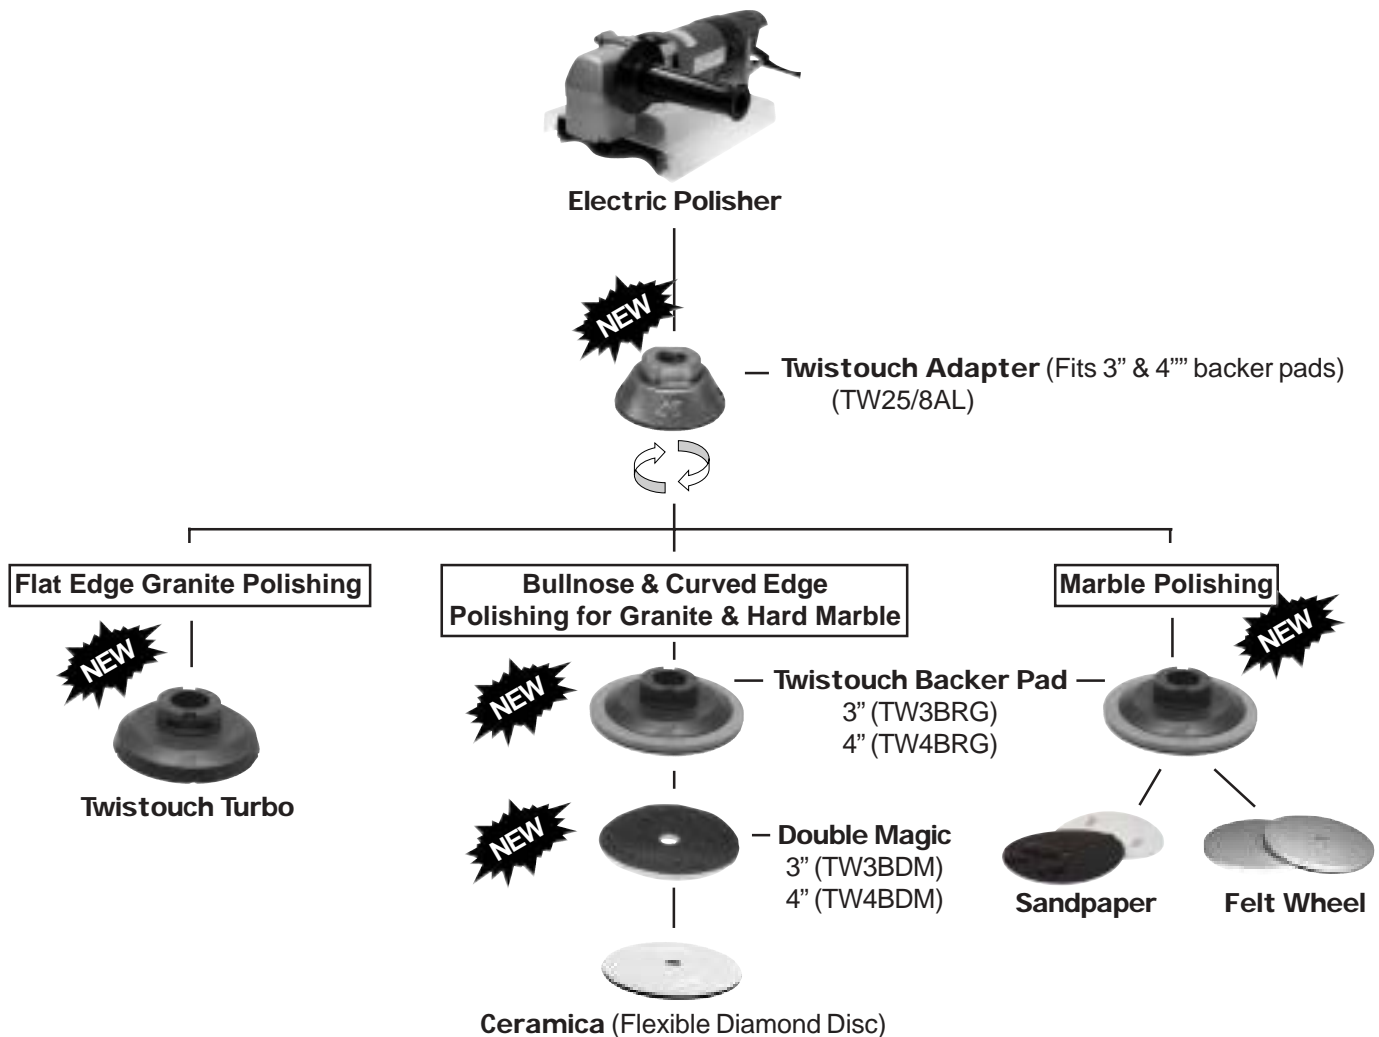 Electric Polisher
NEW
Twistouch Adapter (Fits 3” & 4”” backer pads)
(TW25/8AL)
Flat Edge Granite Polishing
Bullnose & Curved Edge
Polishing for Granite & Hard Marble
Marble Polishing
NEW
NEW
NEW
Twistouch Backer Pad
3” (TW3BRG)
4” (TW4BRG)
Twistouch Turbo
NEW
Double Magic
3” (TW3BDM)
4” (TW4BDM)
Sandpaper
Felt Wheel
Ceramica (Flexible Diamond Disc)